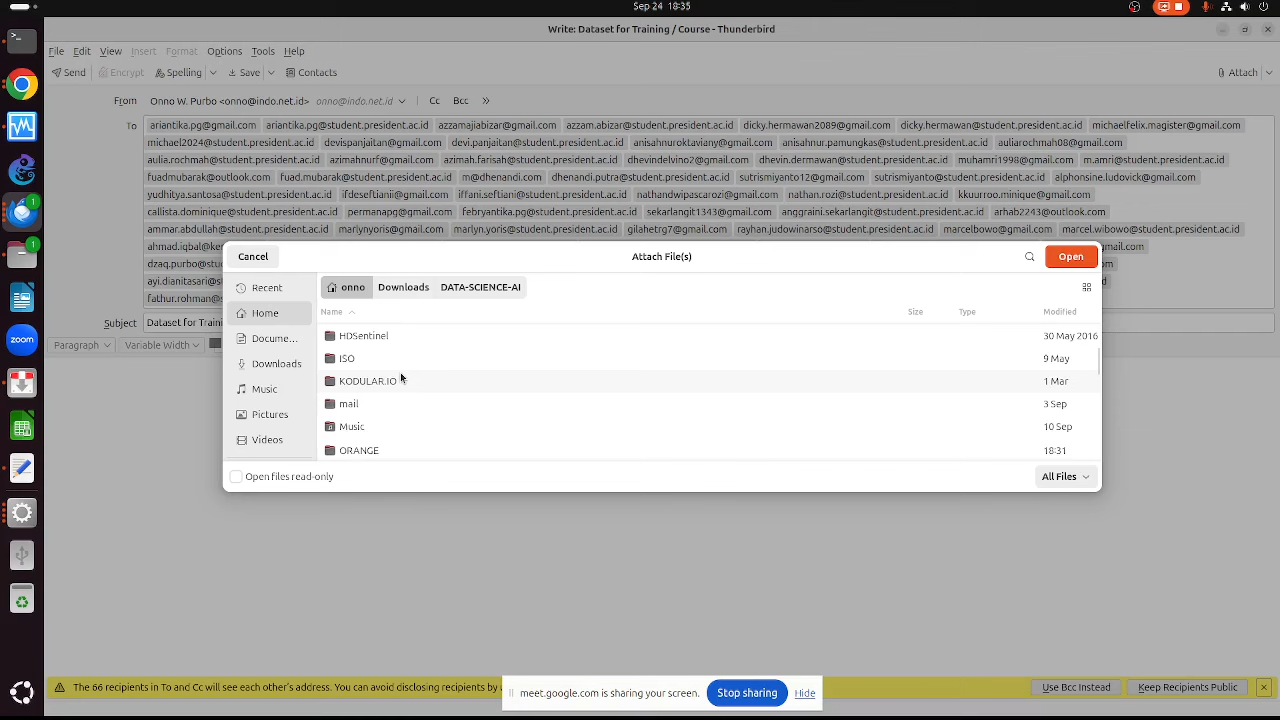 Sep 24 18:35
Write: Dataset for Training / Course - Thunderbird
File Edit View Insert Format Options Tools Help
Send Encrypt Spelling Save Contacts Attach
From Onno W. Purbo <onno@indo.net.id> onno@indo.net.id Cc Bcc
To ariantika.pg@gmail.com ariantika.pg@student.president.ac.id azzamajibizar@gmail.com azzam.abizar@student.president.ac.id dicky.hermawan2089@gmail.com dicky.hermawan@student.president.ac.id michaelfelix.magister@gmail.com
michael2024@student.president.ac.id devispanjaitan@gmail.com devi.panjaitan@student.president.ac.id anisahnuroktaviany@gmail.com anisahnur.pamungkas@student.president.ac.id auliarochmah08@gmail.com
aulia.rochmah@student.president.ac.id azimahnurf@gmail.com azimah.farisah@student.president.ac.id dhevindelvino2@gmail.com dhevin.dermawan@student.president.ac.id muhamri1998@gmail.com m.amri@student.president.ac.id
fuadmubarak@outlook.com fuad.mubarak@student.president.ac.id m@dhenandi.com dhenandi.putra@student.president.ac.id sutrismiyanto12@gmail.com sutrismiyanto@student.president.ac.id alphonsine.ludovick@gmail.com
yudhitya.santosa@student.president.ac.id ifdeseftianii@gmail.com iffani.seftiani@student.president.ac.id nathandwipascarozi@gmail.com nathan.rozi@student.president.ac.id kkuurroo.minique@gmail.com
callista.dominique@student.president.ac.id permanapg@gmail.com febryantika.pg@student.president.ac.id sekarlangit1343@gmail.com anggraini.sekarlangit@student.president.ac.id arhab2243@outlook.com
ammar.abdullah@student.president.ac.id marlynyoris@gmail.com marlyn.yoris@student.president.ac.id gilahetrg7@gmail.com rayhan.judowinarso@student.president.ac.id marcelbowo@gmail.com marcel.wibowo@student.president.ac.id
Cancel Attach File(s) Open
Recent onno Downloads DATA-SCIENCE-AI
Home Name Size Type Modified
Docume... HDSentinel 30 May 2016
Downloads ISO 9 May
Music KODULAR.IO 1 Mar
Pictures mail 3 Sep
Videos Music 10 Sep
ORANGE 18:31
Open files read-only All Files
Subject Dataset for Traini
Paragraph Variable Width
zoom
1
1
The 66 recipients in To and Cc will see each other's address. You can avoid disclosing recipients by
Use Bcc Instead Keep Recipients Public
meet.google.com is sharing your screen. Stop sharing Hide